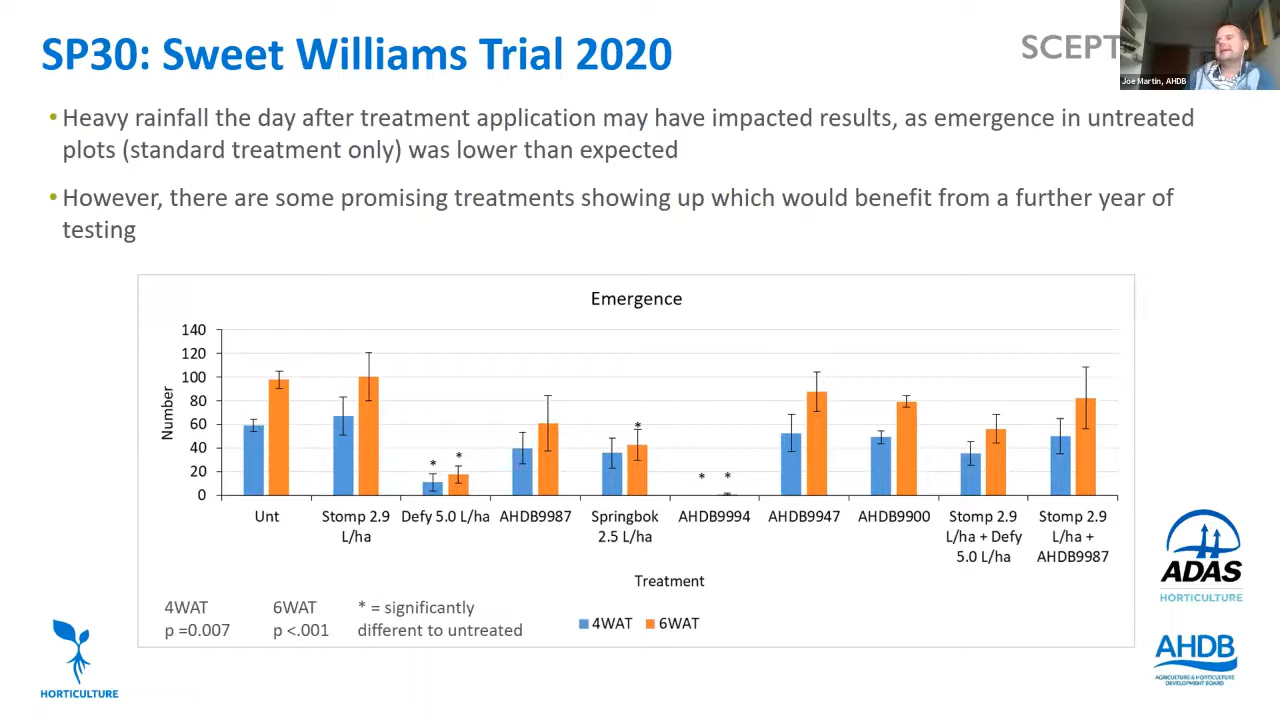 SP30: Sweet Williams Trial 2020
SCEPT
Joe Martin, AHDB
• Heavy rainfall the day after treatment application may have impacted results, as emergence in untreated
plots (standard treatment only) was lower than expected
• However, there are some promising treatments showing up which would benefit from a further year of
testing
Emergence
140
120
100
80
60
40
20
0
Number
* * * * *
Unt
Stomp 2.9
L/ha
Defy 5.0 L/ha
AHDB9987
Springbok
2.5 L/ha
AHDB9994
AHDB9947
AHDB9900
Stomp 2.9
L/ha + Defy
5.0 L/ha
Stomp 2.9
L/ha +
AHDB9987
Treatment
4WAT
p =0.007
6WAT
p <.001
* = significantly
different to untreated
4WAT 6WAT
HORTICULTURE
ADAS
HORTICULTURE
AHDB
AGRICULTURE & HORTICULTURE
DEVELOPMENT BOARD